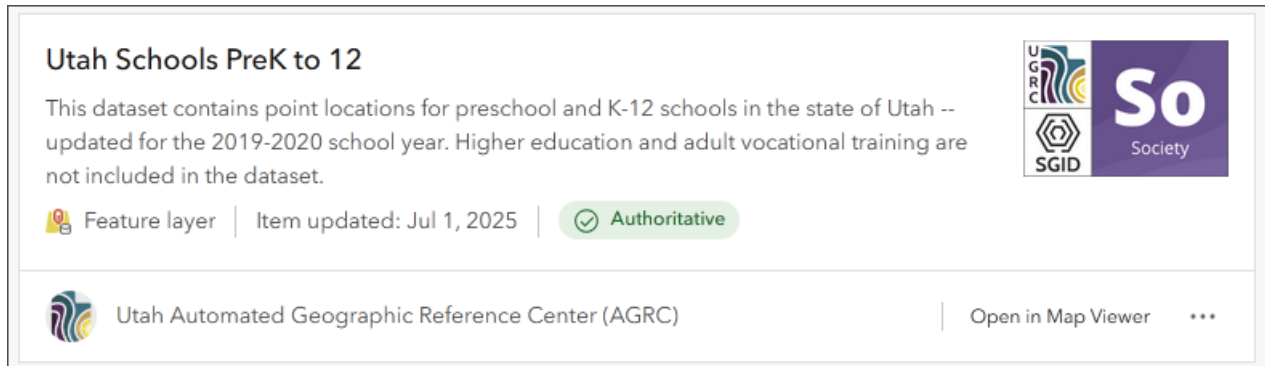 Utah Schools PreK to 12
This dataset contains point locations for preschool and K-12 schools in the state of Utah --
updated for the 2019-2020 school year. Higher education and adult vocational training are
not included in the dataset.
Feature layer
Item updated: Jul 1, 2025
Authoritative
UGRC
SGID
So
Society
Utah Automated Geographic Reference Center (AGRC)
Open in Map Viewer
···